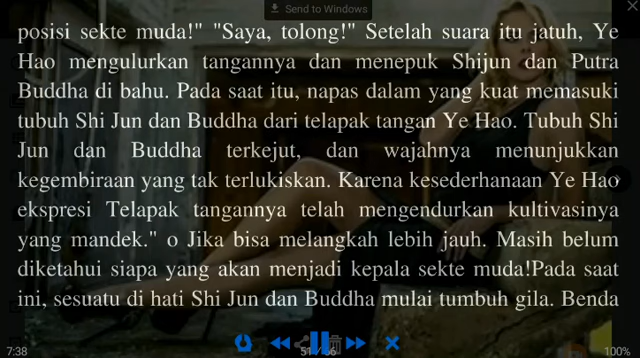 Send to Windows
posisi sekte muda!" "Saya, tolong!" Setelah suara itu jatuh, Ye
Hao mengulurkan tangannya dan menepuk Shijun dan Putra
Buddha di bahu. Pada saat itu, napas dalam yang kuat memasuki
tubuh Shi Jun dan Buddha dari telapak tangan Ye Hao. Tubuh Shi
Jun dan Buddha terkejut, dan wajahnya menunjukkan
kegembiraan yang tak terlukiskan. Karena kesederhanaan Ye Hao
ekspresi Telapak tangannya telah mengendurkan kultivasinya
yang mandek." o Jika bisa melangkah lebih jauh. Masih belum
diketahui siapa yang akan menjadi kepala sekte muda!Pada saat
ini, sesuatu di hati Shi Jun dan Buddha mulai tumbuh gila. Benda
7:38
100%